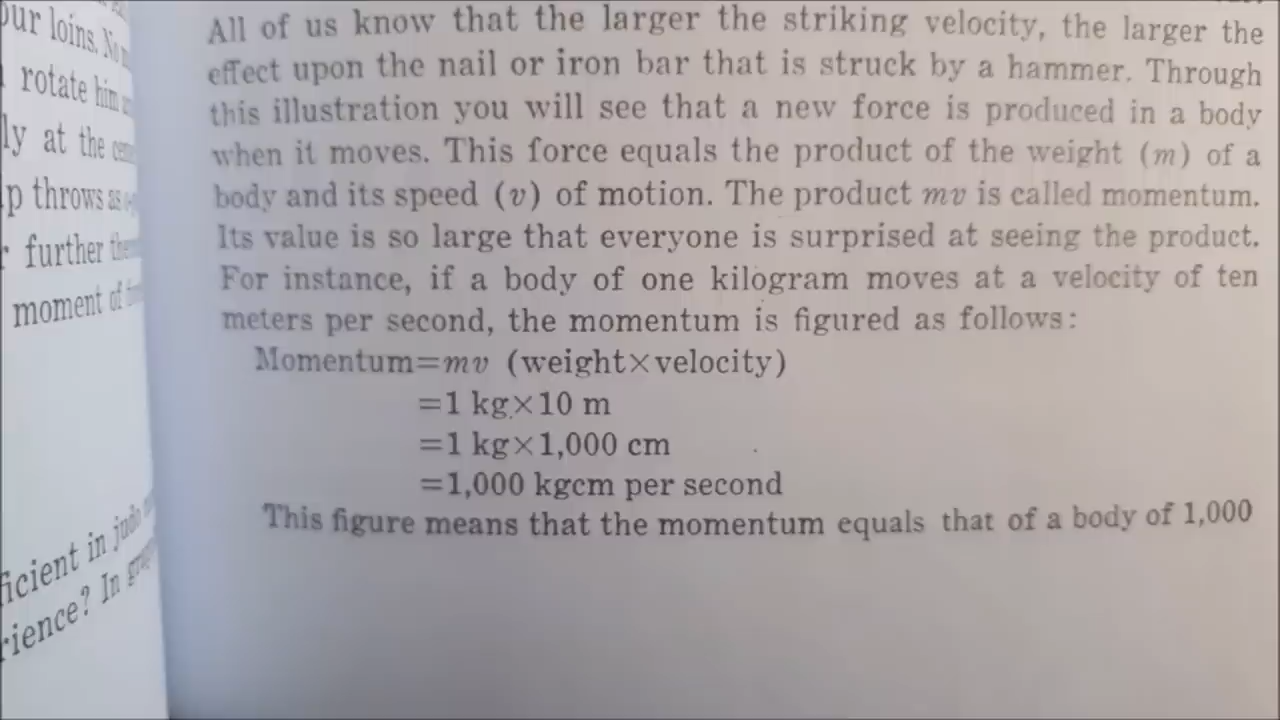 our loins. No
rotate him
ly at the
p throws as
further
moment of
ficient in judo
rience? In
All of us know that the larger the striking velocity, the larger the
effect upon the nail or iron bar that is struck by a hammer. Through
this illustration you will see that a new force is produced in a body
when it moves. This force equals the product of the weight (m) of a
body and its speed (v) of motion. The product mv is called momentum.
Its value is so large that everyone is surprised at seeing the product.
For instance, if a body of one kilogram moves at a velocity of ten
meters per second, the momentum is figured as follows:
Momentum=mv (weight×velocity)
=1 kg×10 m
=1 kg×1,000 cm
=1,000 kgcm per second
This figure means that the momentum equals that of a body of 1,000